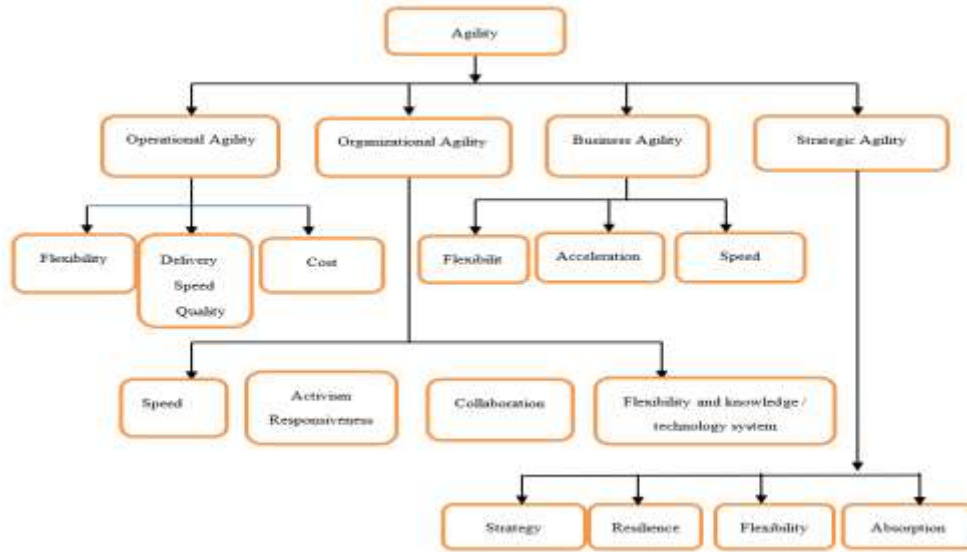 Agility
Operational Agility
Organizational Agility
Business Agility
Strategic Agility
Flexibility
Delivery
Speed
Quality
Cost
Flexibilit
Acceleration
Speed
Speed
Activism
Responsiveness
Collaboration
Flexibility and knowledge /
technology system
Strategy
Resilience
Flexibility
Absorption